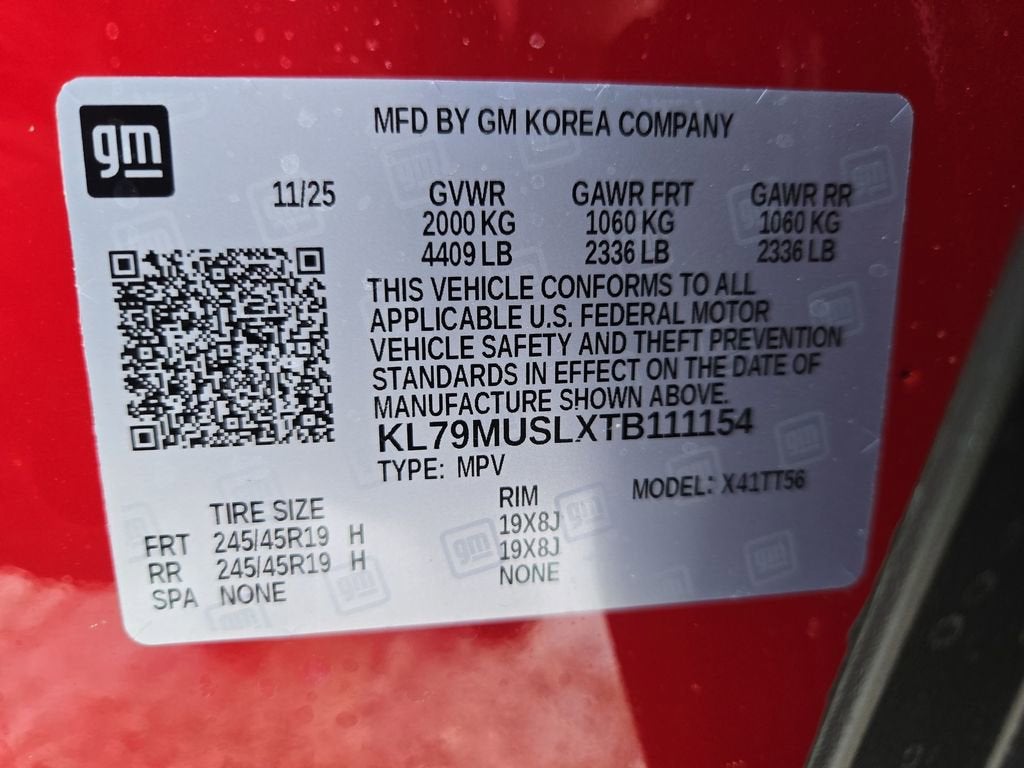 gm
MFD BY GM KOREA COMPANY
11/25 GVWR GAWR FRT GAWR RR
2000 KG 1060 KG 1060 KG
4409 LB 2336 LB 2336 LB
THIS VEHICLE CONFORMS TO ALL
APPLICABLE U.S. FEDERAL MOTOR
VEHICLE SAFETY AND THEFT PREVENTION
STANDARDS IN EFFECT ON THE DATE OF
MANUFACTURE SHOWN ABOVE.
KL79MUSLXTB111154
TYPE: MPV MODEL: X41TT56
TIRE SIZE RIM
FRT 245/45R19 H 19X8J
RR 245/45R19 H 19X8J
SPA NONE NONE